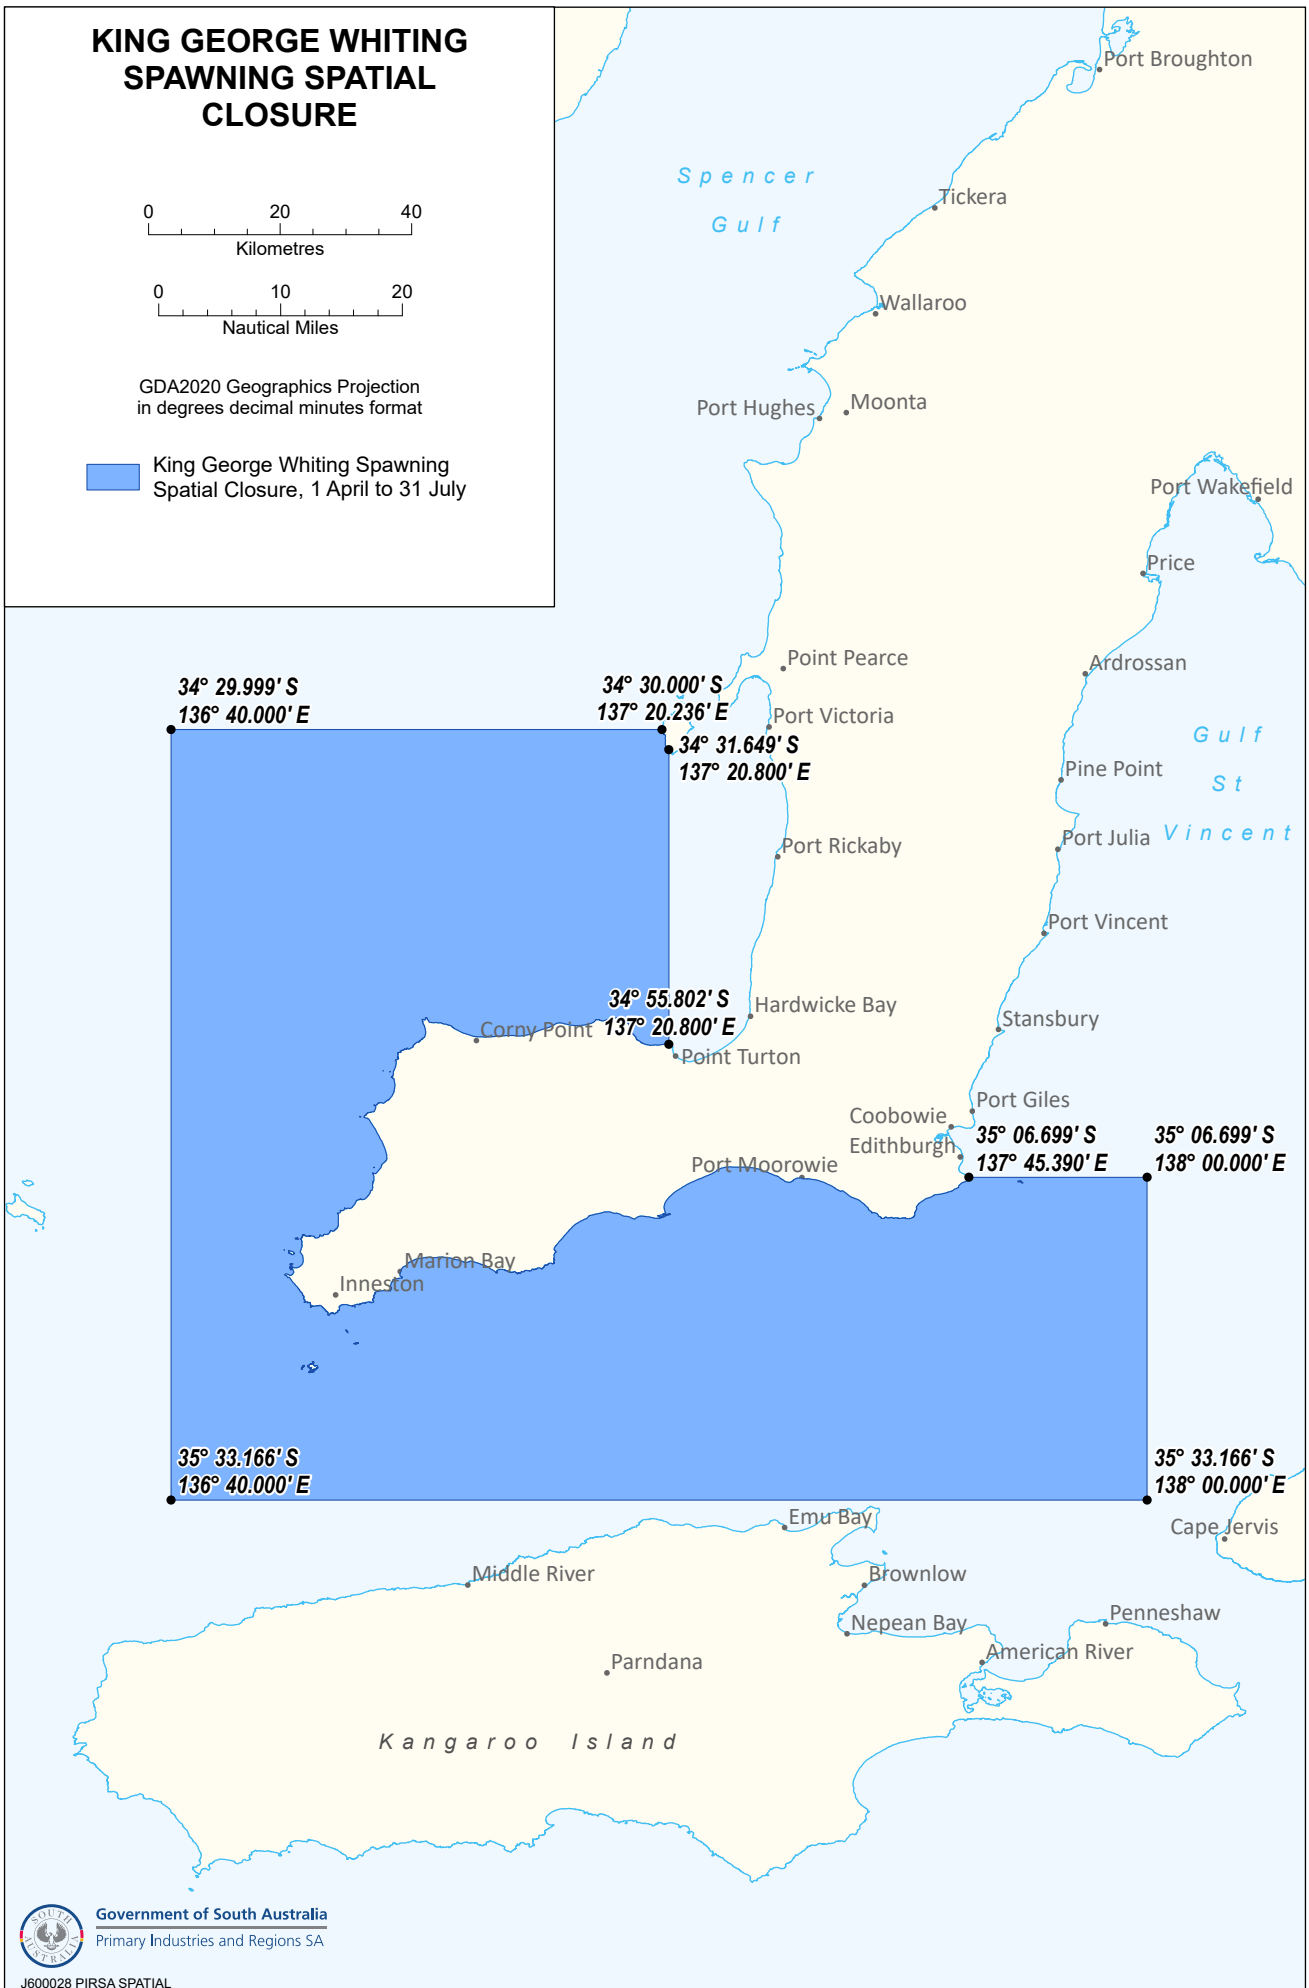 KING GEORGE WHITING
SPAWNING SPATIAL
CLOSURE
0 20 40
Kilometres
0 10 20
Nautical Miles
GDA2020 Geographics Projection
in degrees decimal minutes format
King George Whiting Spawning
Spatial Closure, 1 April to 31 July
Port Broughton
Spencer
Gulf
Tickera
Wallaroo
Port Hughes
Moonta
Port Wakefield
Price
Point Pearce
Ardrossan
34° 29.999' S
136° 40.000' E
34° 30.000' S
137° 20.236' E
Port Victoria
34° 31.649' S
137° 20.800' E
Gulf
St
Vincent
Pine Point
Port Julia
Port Rickaby
Port Vincent
34° 55.802' S
137° 20.800' E
Hardwicke Bay
Stansbury
Corny Point
Point Turton
Port Giles
Coobowie
Edithburgh
35° 06.699' S
137° 45.390' E
35° 06.699' S
138° 00.000' E
Port Moorowie
Marion Bay
Inneston
35° 33.166' S
136° 40.000' E
35° 33.166' S
138° 00.000' E
Emu Bay
Cape Jervis
Middle River
Brownlow
Penneshaw
Nepean Bay
American River
Parndana
Kangaroo Island
SOUTH
AUSTRALIA
Government of South Australia
Primary Industries and Regions SA
J600028 PIRSA SPATIAL